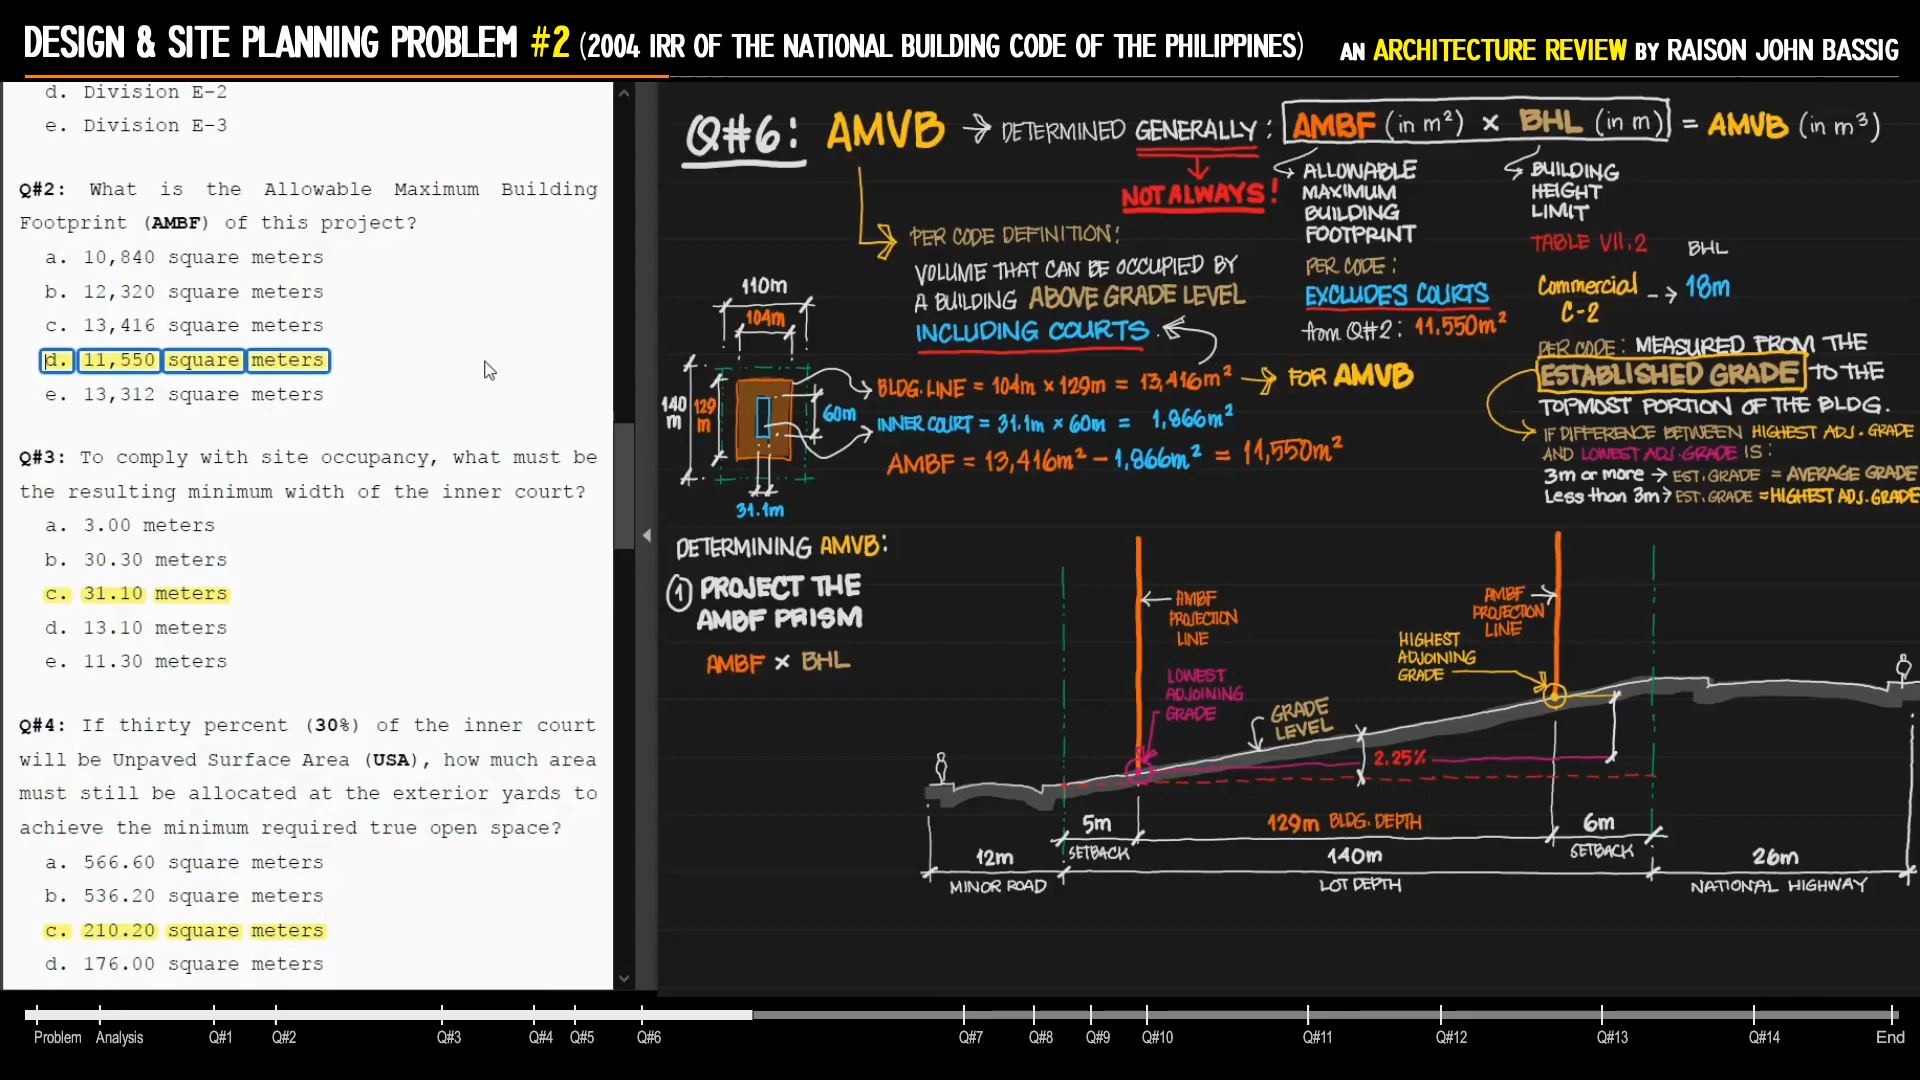 DESIGN & SITE PLANNING PROBLEM #2 (2004 IRR OF THE NATIONAL BUILDING CODE OF THE PHILIPPINES)
AN ARCHITECTURE REVIEW BY RAISON JOHN BASSIG
d. Division E-2
e. Division E-3
Q#2: What is the Allowable Maximum Building
Footprint (AMBF) of this project?
a. 10,840 square meters
b. 12,320 square meters
c. 13,416 square meters
d. 11,550 square meters
e. 13,312 square meters
Q#3: To comply with site occupancy, what must be
the resulting minimum width of the inner court?
a. 3.00 meters
b. 30.30 meters
c. 31.10 meters
d. 13.10 meters
e. 11.30 meters
Q#4: If thirty percent (30%) of the inner court
will be Unpaved Surface Area (USA), how much area
must still be allocated at the exterior yards to
achieve the minimum required true open space?
a. 566.60 square meters
b. 536.20 square meters
c. 210.20 square meters
d. 176.00 square meters
Q#6: AMVB → DETERMINED GENERALLY: AMBF (in m²) × BHL (in m) = AMVB (in m³)
NOT ALWAYS!
ALLOWABLE
MAXIMUM
BUILDING
FOOTPRINT
PER CODE:
EXCLUDES COURTS
from Q#2: 11,550m²
BUILDING
HEIGHT
LIMIT
TABLE VII.2
BHL
Commercial
C-2
18m
PER CODE: MEASURED FROM THE
ESTABLISHED GRADE TO THE
TOPMOST PORTION OF THE BLDG.
IF DIFFERENCE BETWEEN HIGHEST ADJ. GRADE
AND LOWEST ADJ. GRADE IS:
3m or more → EST. GRADE = AVERAGE GRADE
Less than 3m → EST. GRADE = HIGHEST ADJ. GRADE
PER CODE DEFINITION:
VOLUME THAT CAN BE OCCUPIED BY
A BUILDING ABOVE GRADE LEVEL
INCLUDING COURTS.
110m
104m
140
m
129
m
60m
31.1m
BLDG. LINE = 104m × 129m = 13,416m² → FOR AMVB
INNER COURT = 31.1m × 60m = 1,866m²
AMBF = 13,416m² - 1,866m² = 11,550m²
DETERMINING AMVB:
1 PROJECT THE
AMBF PRISM
AMBF × BHL
AMBF
PROJECTION
LINE
AMBF
PROJECTION
LINE
HIGHEST
ADJOINING
GRADE
LOWEST
ADJOINING
GRADE
GRADE
LEVEL
2.25%
5m
SETBACK
129m BLDG. DEPTH
6m
SETBACK
12m
MINOR ROAD
140m
LOT DEPTH
26m
NATIONAL HIGHWAY
Problem Analysis Q#1 Q#2 Q#3 Q#4 Q#5 Q#6 Q#7 Q#8 Q#9 Q#10 Q#11 Q#12 Q#13 Q#14 End